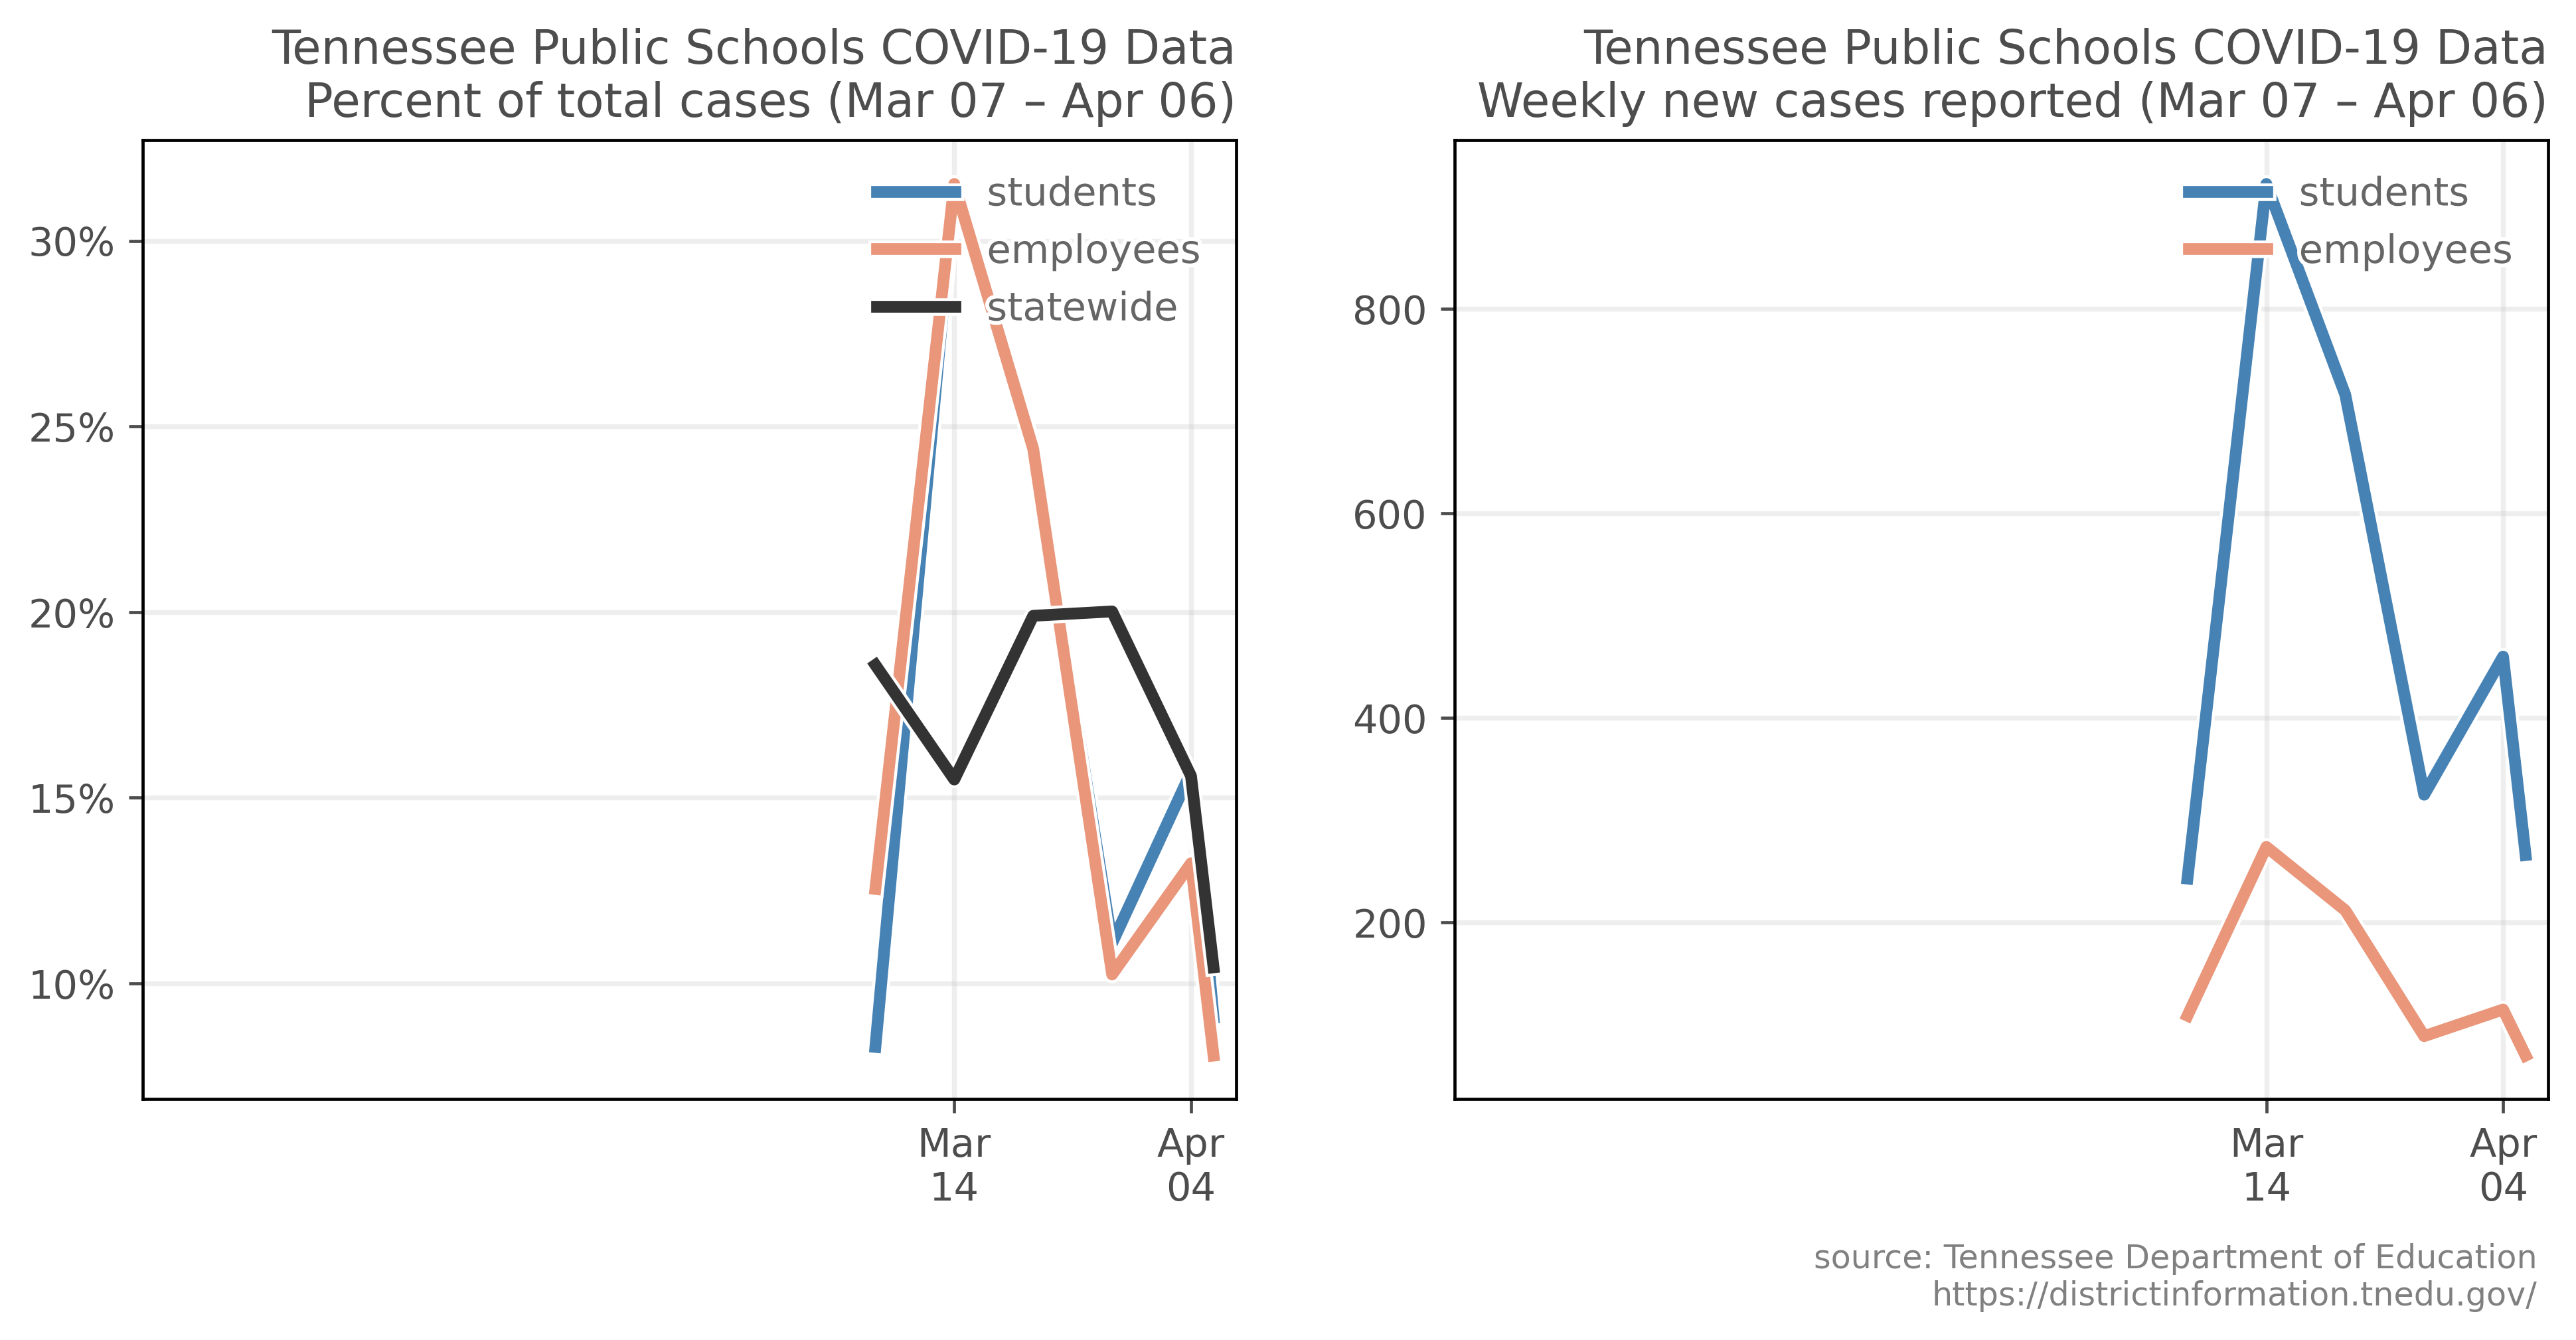 Tennessee Public Schools COVID-19 Data
Percent of total cases (Mar 07 – Apr 06)
students
employees
statewide
30%
25%
20%
15%
10%
Mar
14
Apr
04
Tennessee Public Schools COVID-19 Data
Weekly new cases reported (Mar 07 – Apr 06)
students
employees
800
600
400
200
Mar
14
Apr
04
source: Tennessee Department of Education
https://districtinformation.tnedu.gov/